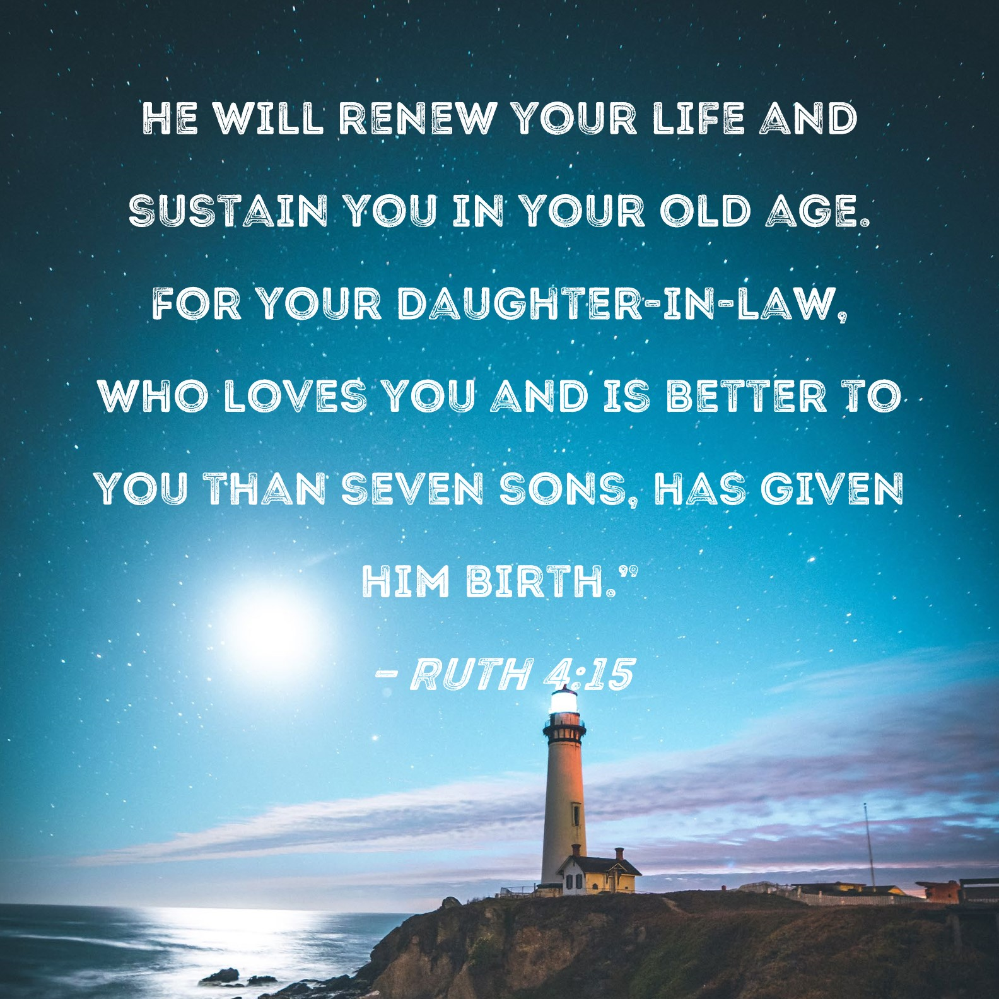 HE WILL RENEW YOUR LIFE AND
SUSTAIN YOU IN YOUR OLD AGE.
FOR YOUR DAUGHTER-IN-LAW,
WHO LOVES YOU AND IS BETTER TO
YOU THAN SEVEN SONS, HAS GIVEN
HIM BIRTH.”
– RUTH 4:15